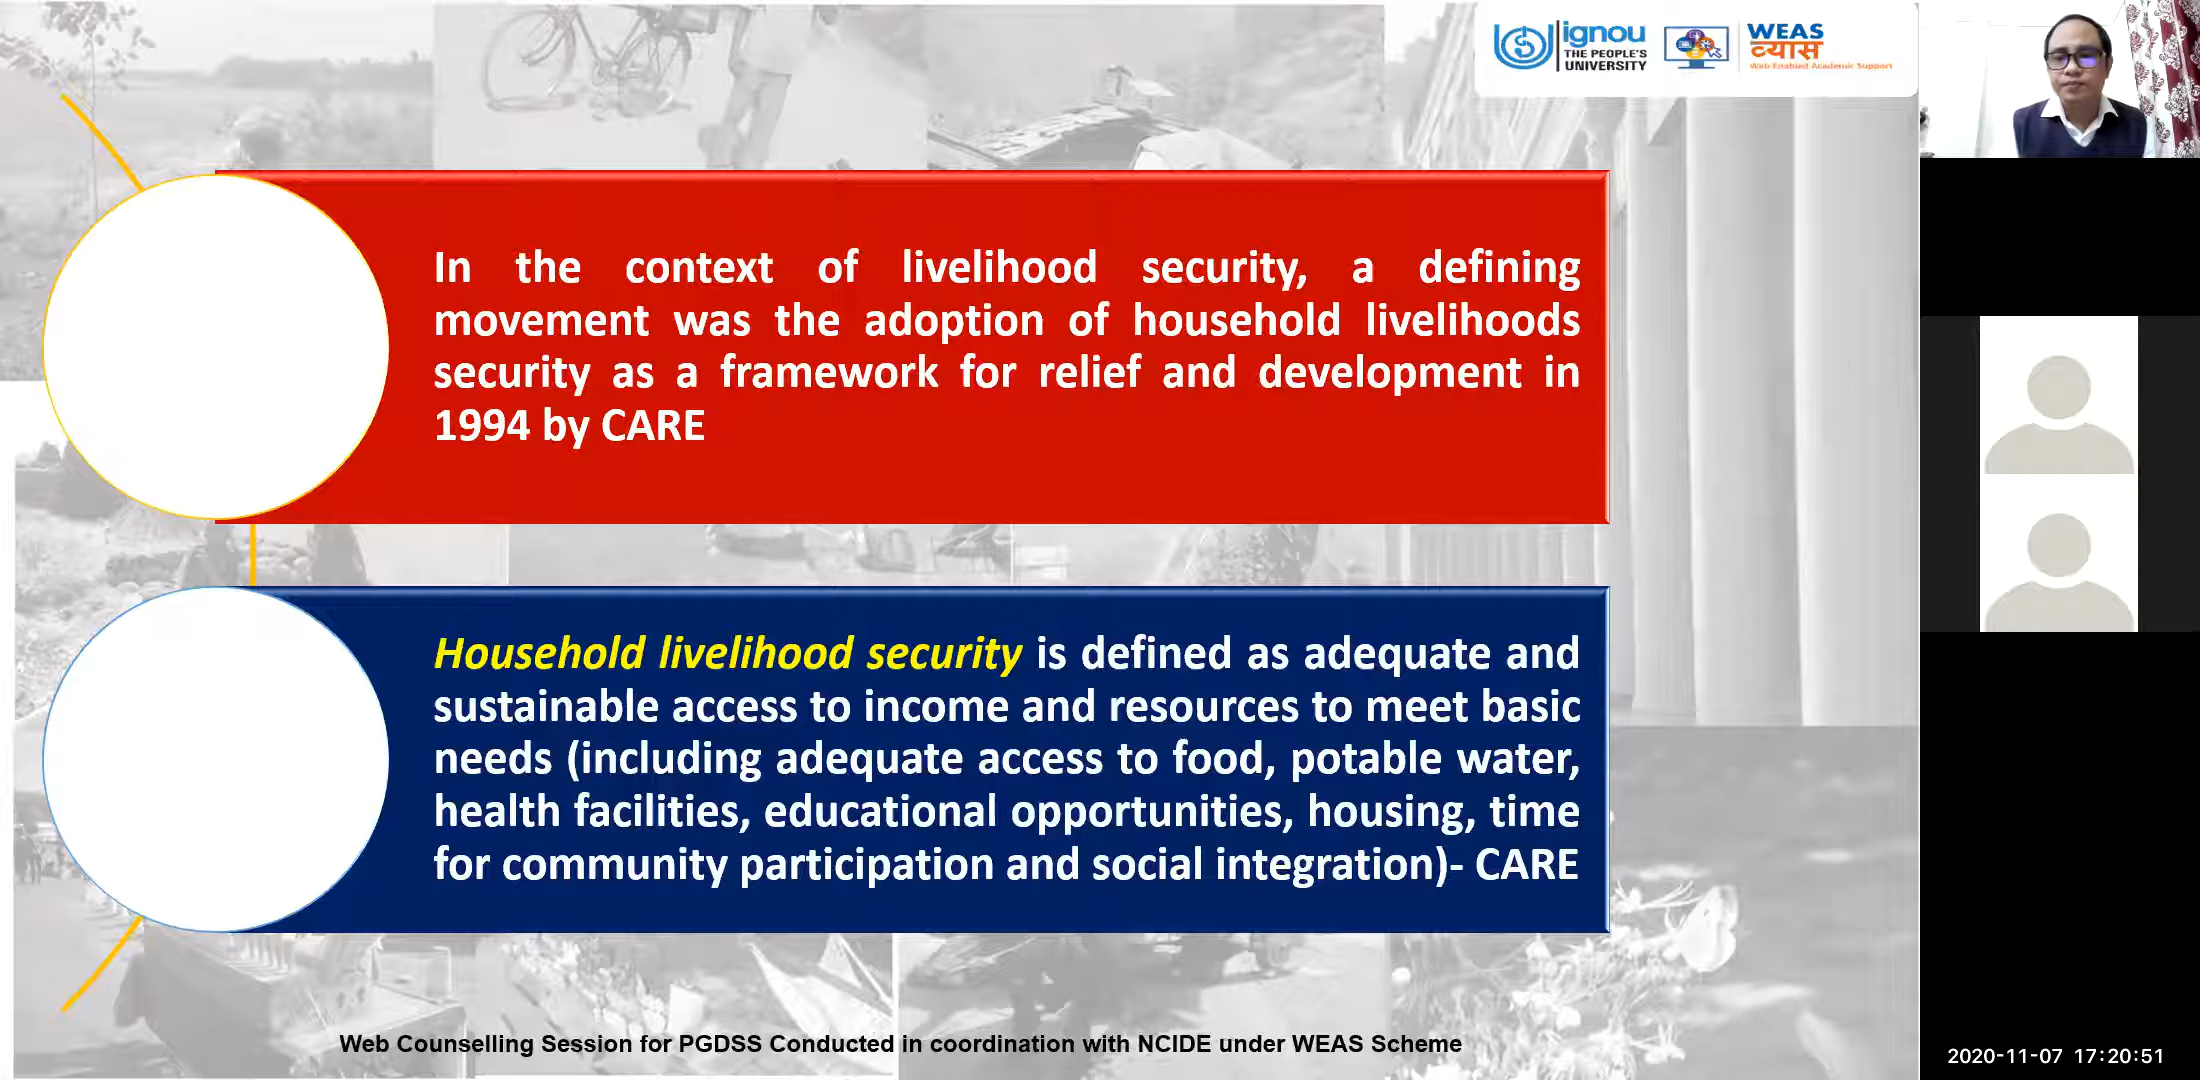 ignou
THE PEOPLE'S
UNIVERSITY
WEAS
व्यास
Web Enabled Academic Support
In the context of livelihood security, a defining
movement was the adoption of household livelihoods
security as a framework for relief and development in
1994 by CARE
Household livelihood security is defined as adequate and
sustainable access to income and resources to meet basic
needs (including adequate access to food, potable water,
health facilities, educational opportunities, housing, time
for community participation and social integration)- CARE
Web Counselling Session for PGDSS Conducted in coordination with NCIDE under WEAS Scheme
2020-11-07 17:20:51